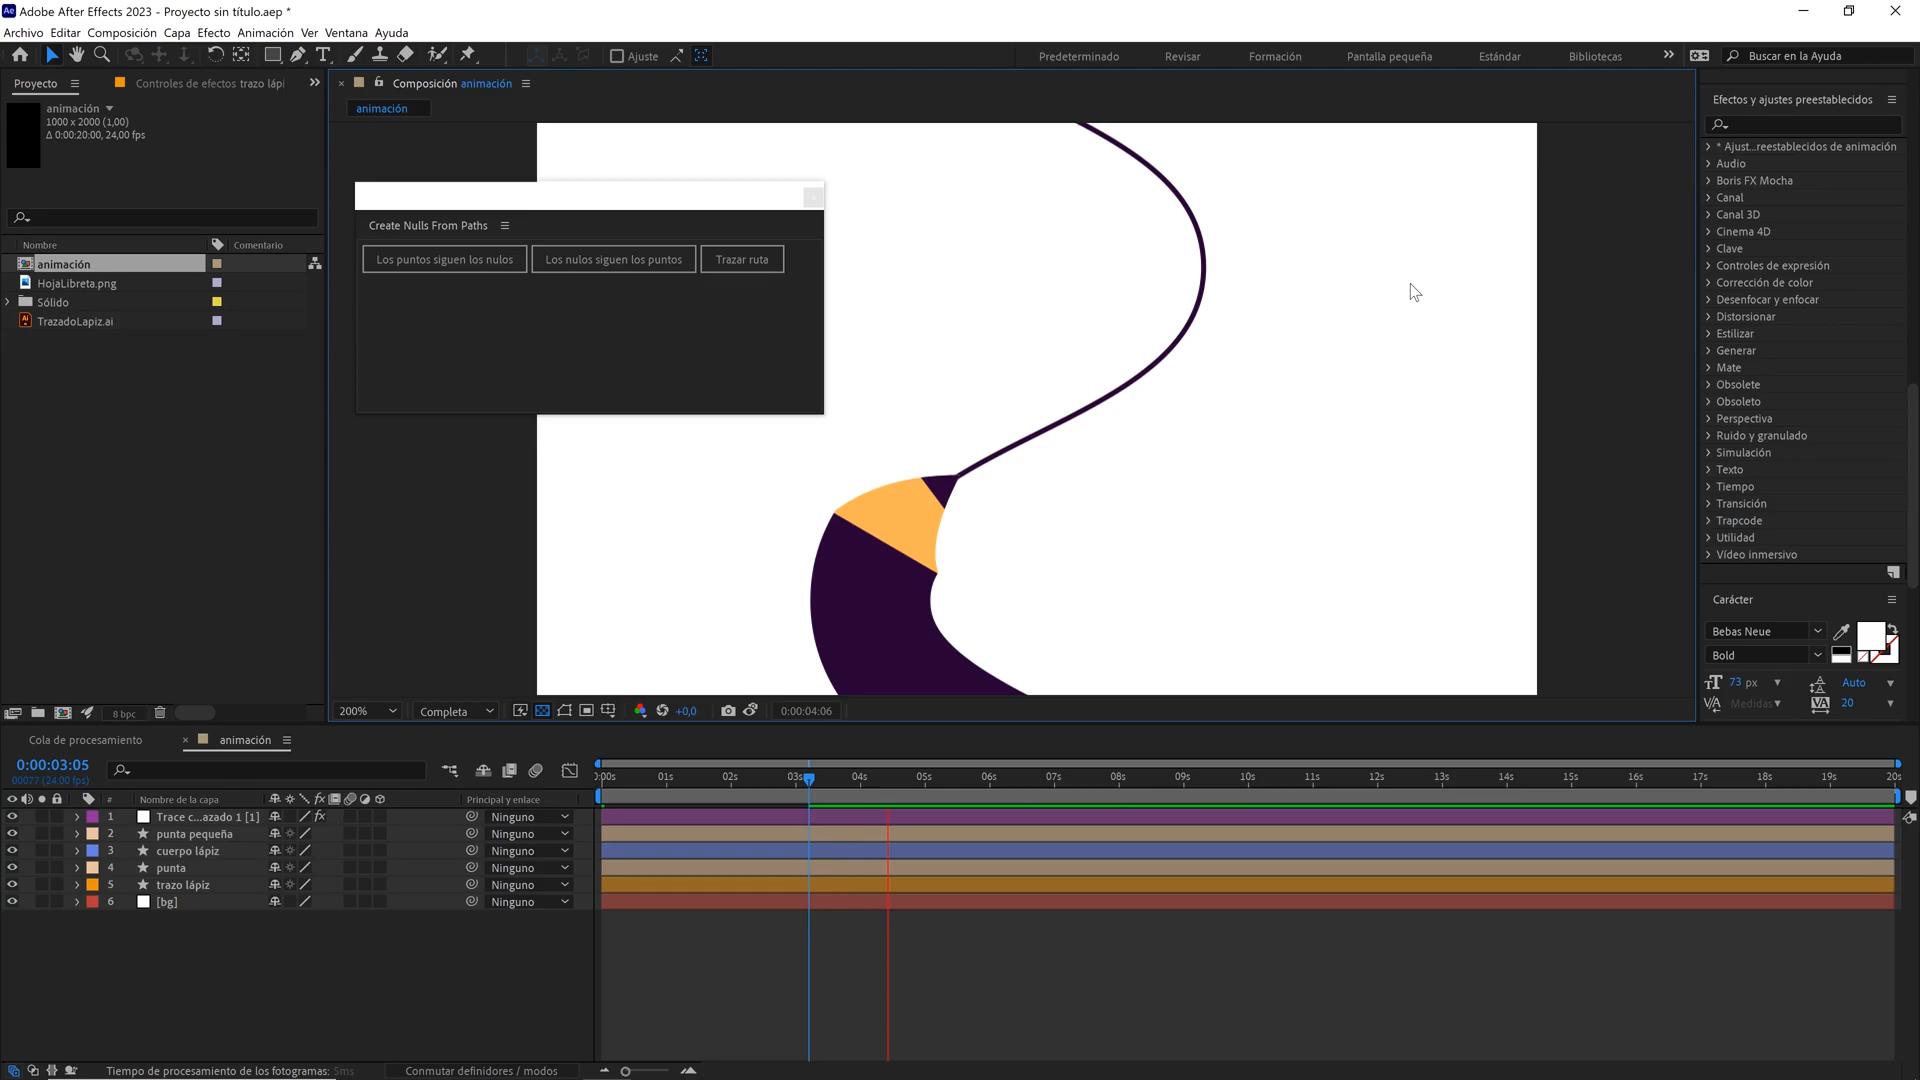 Adobe After Effects 2023 - Proyecto sin título.aep *
Archivo Editar Composición Capa Efecto Animación Ver Ventana Ayuda
Ajuste
Predeterminado Revisar Formación Pantalla pequeña Estándar Bibliotecas
Buscar en la Ayuda
Proyecto
Controles de efectos trazo lápi
animación
1000 x 2000 (1,00)
Δ 0:00:20:00, 24,00 fps
Nombre Comentario
animación
HojaLibreta.png
Sólido
TrazadoLapiz.ai
8 bpc
Composición animación
animación
Create Nulls From Paths
Los puntos siguen los nulos Los nulos siguen los puntos Trazar ruta
200% Completa +0,0 0:00:04:06
Efectos y ajustes preestablecidos
* Ajust...reestablecidos de animación
Audio
Boris FX Mocha
Canal
Canal 3D
Cinema 4D
Clave
Controles de expresión
Corrección de color
Desenfocar y enfocar
Distorsionar
Estilizar
Generar
Mate
Obsolete
Obsoleto
Perspectiva
Ruido y granulado
Simulación
Texto
Tiempo
Transición
Trapcode
Utilidad
Vídeo inmersivo
Carácter
Bebas Neue
Bold
73 px Auto
Medidas 20
Cola de procesamiento animación
0:00:03:05
00077 (24.00 fps)
0:00s 01s 02s 03s 04s 05s 06s 07s 08s 09s 10s 11s 12s 13s 14s 15s 16s 17s 18s 19s 20s
# Nombre de la capa fx Principal y enlace
1 Trace c...azado 1 [1] fx Ninguno
2 punta pequeña Ninguno
3 cuerpo lápiz Ninguno
4 punta Ninguno
5 trazo lápiz Ninguno
6 [bg] Ninguno
Tiempo de procesamiento de los fotogramas: 5ms Conmutar definidores / modos